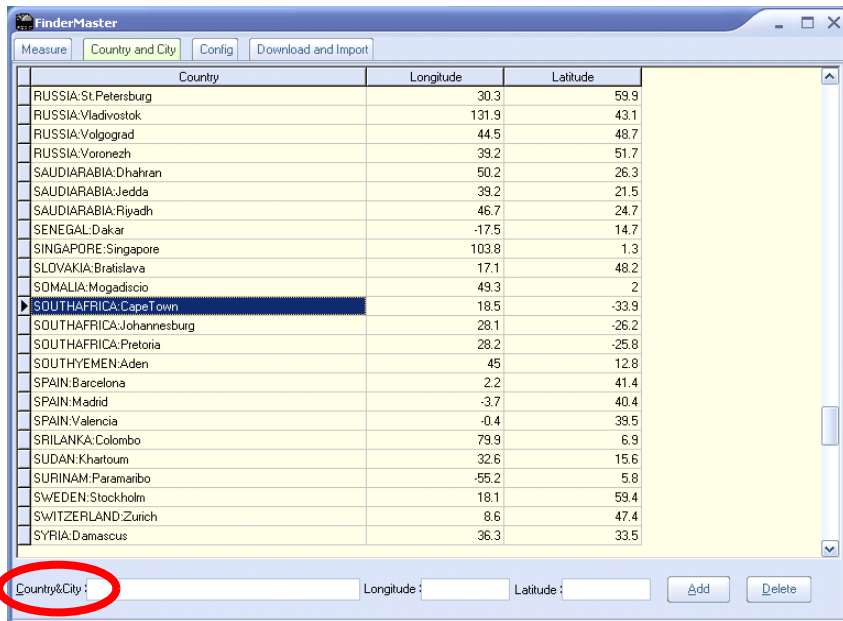 FinderMaster
Measure Country and City Config Download and Import
Country Longitude Latitude
RUSSIA:St.Petersburg 30.3 59.9
RUSSIA:Vladivostok 131.9 43.1
RUSSIA:Volgograd 44.5 48.7
RUSSIA:Voronezh 39.2 51.7
SAUDIARABIA:Dhahran 50.2 26.3
SAUDIARABIA:Jedda 39.2 21.5
SAUDIARABIA:Riyadh 46.7 24.7
SENEGAL:Dakar -17.5 14.7
SINGAPORE:Singapore 103.8 1.3
SLOVAKIA:Bratislava 17.1 48.2
SOMALIA:Mogadiscio 49.3 2
SOUTHAFRICA:CapeTown 18.5 -33.9
SOUTHAFRICA:Johannesburg 28.1 -26.2
SOUTHAFRICA:Pretoria 28.2 -25.8
SOUTHYEMEN:Aden 45 12.8
SPAIN:Barcelona 2.2 41.4
SPAIN:Madrid -3.7 40.4
SPAIN:Valencia -0.4 39.5
SRILANKA:Colombo 79.9 6.9
SUDAN:Khartoum 32.6 15.6
SURINAM:Paramaribo -55.2 5.8
SWEDEN:Stockholm 18.1 59.4
SWITZERLAND:Zurich 8.6 47.4
SYRIA:Damascus 36.3 33.5
Country&City : Longitude : Latitude : Add Delete